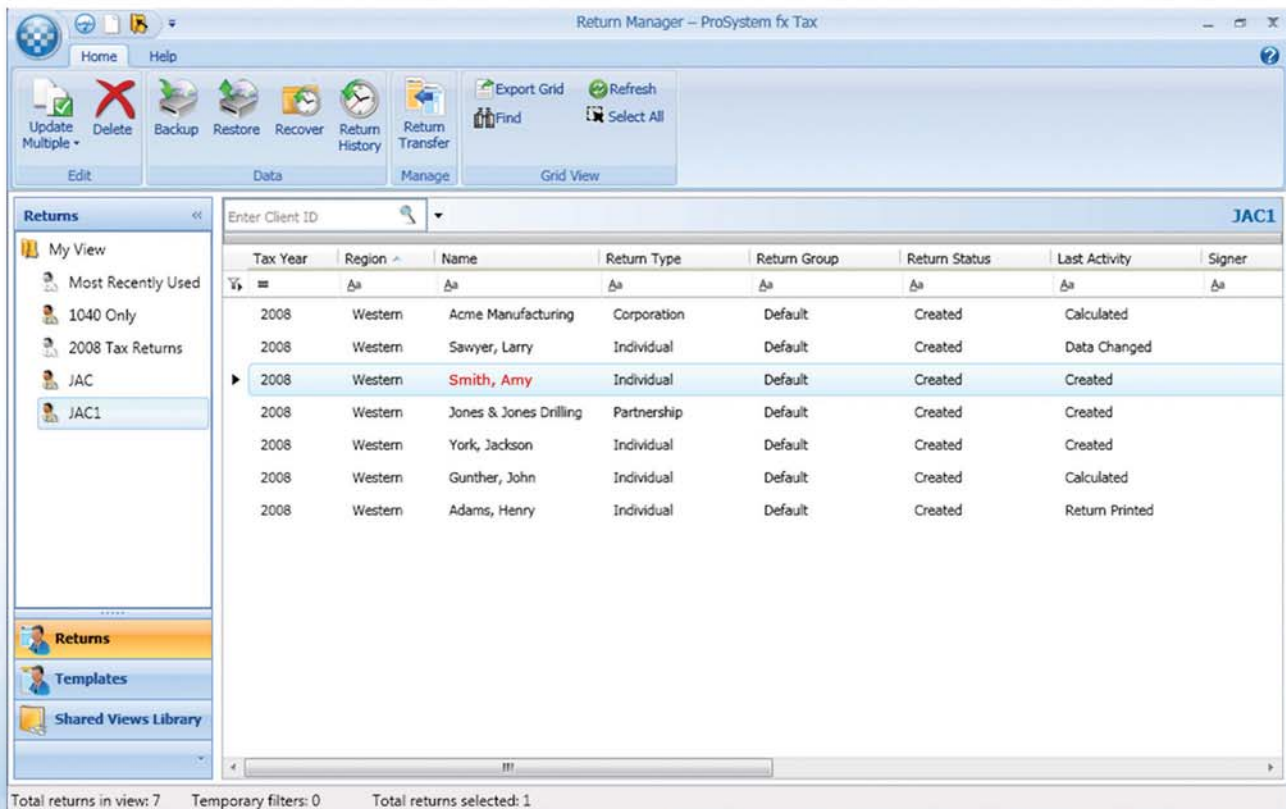 Return Manager – ProSystem fx Tax
Home Help
Update Multiple
Delete
Backup
Restore
Recover
Return History
Return Transfer
Export Grid
Find
Refresh
Select All
Edit Data Manage Grid View
Returns
My View
Most Recently Used
1040 Only
2008 Tax Returns
JAC
JAC1
Returns
Templates
Shared Views Library
Enter Client ID JAC1
Tax Year Region Name Return Type Return Group Return Status Last Activity Signer
= Aa Aa Aa Aa Aa Aa Aa
2008 Western Acme Manufacturing Corporation Default Created Calculated
2008 Western Sawyer, Larry Individual Default Created Data Changed
2008 Western Smith, Amy Individual Default Created Created
2008 Western Jones & Jones Drilling Partnership Default Created Created
2008 Western York, Jackson Individual Default Created Created
2008 Western Gunther, John Individual Default Created Calculated
2008 Western Adams, Henry Individual Default Created Return Printed
Total returns in view: 7 Temporary filters: 0 Total returns selected: 1